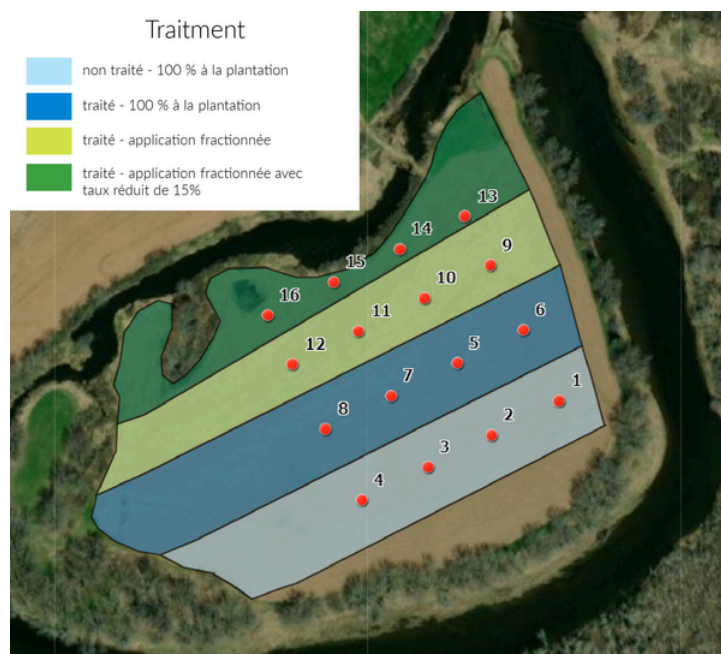 Traitment
non traité - 100 % à la plantation
traité - 100 % à la plantation
traité - application fractionnée
traité - application fractionnée avec
taux réduit de 15%
13
14
9
15
10
16
11
6
12
5
7
1
8
2
3
4